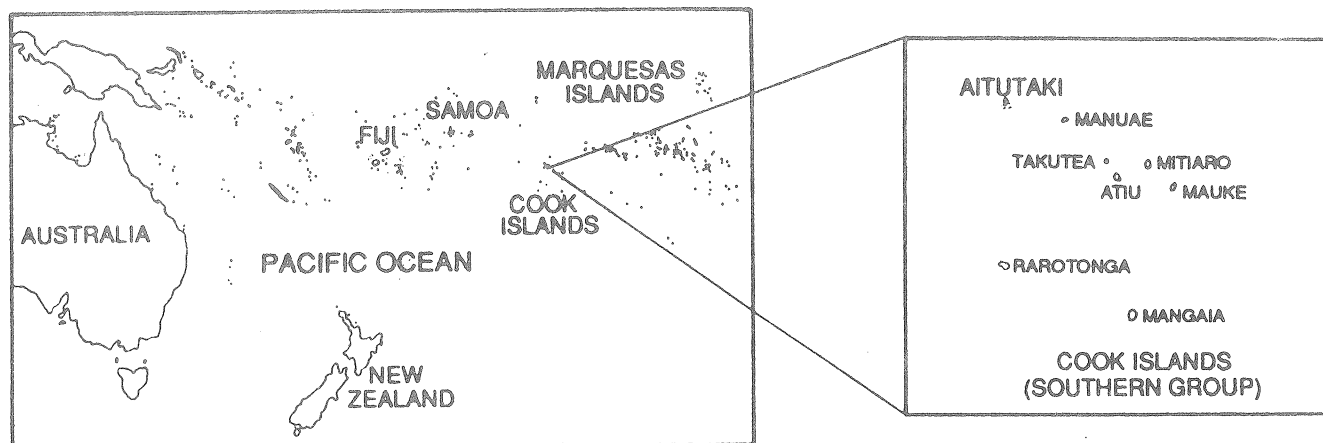 MARQUESAS
ISLANDS
SAMOA
FIJI
COOK
ISLANDS
AUSTRALIA
PACIFIC OCEAN
NEW
ZEALAND
AITUTAKI
MANUAE
TAKUTEA
MITIARO
ATIU
MAUKE
RAROTONGA
MANGAIA
COOK ISLANDS
(SOUTHERN GROUP)